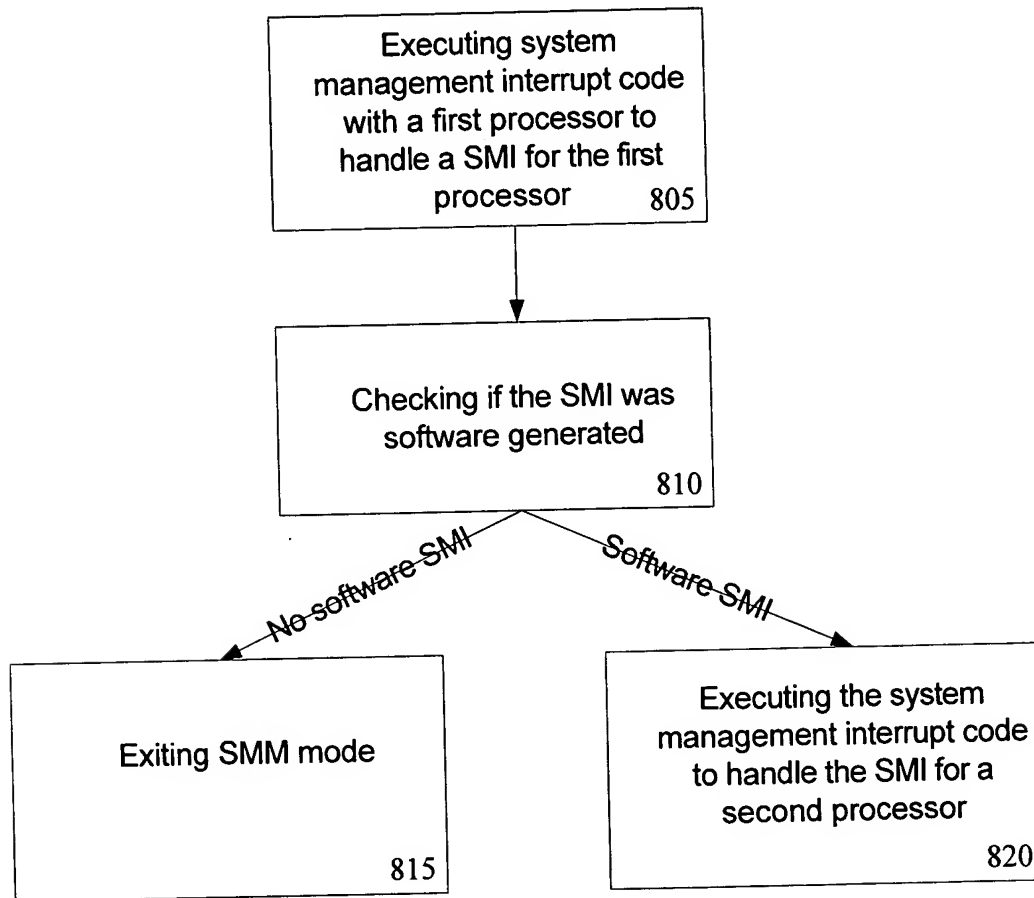 Executing system
management interrupt code
with a first processor to
handle a SMI for the first
processor
805
Checking if the SMI was
software generated
810
No software SMI
Software SMI
Exiting SMM mode
815
Executing the system
management interrupt code
to handle the SMI for a
second processor
820